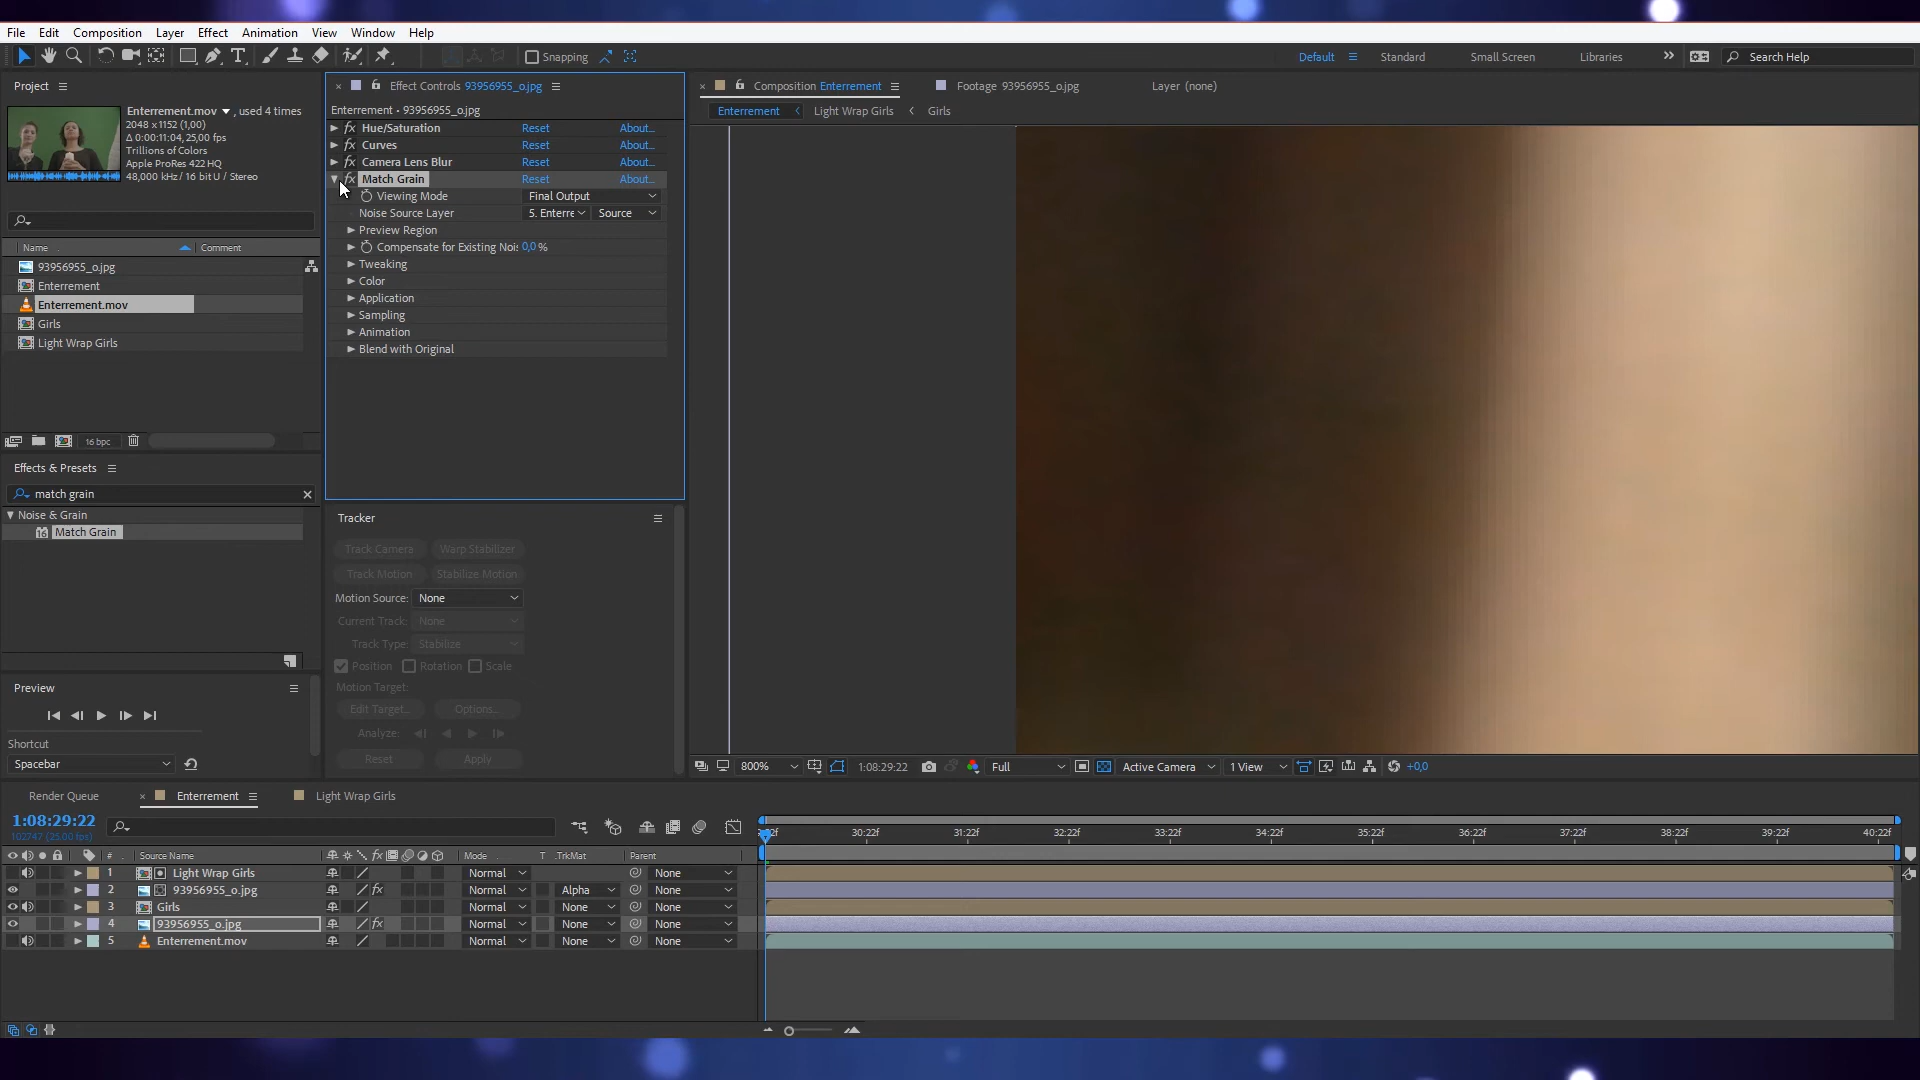 File Edit Composition Layer Effect Animation View Window Help
Snapping Default Standard Small Screen Libraries Search Help
Project
Enterrement.mov , used 4 times
2048 x 1152 (1,00)
Δ 0:00:11:04, 25,00 fps
Trillions of Colors
Apple ProRes 422 HQ
48,000 kHz / 16 bit U / Stereo
Name Comment
93956955_o.jpg
Enterrement
Enterrement.mov
Girls
Light Wrap Girls
16 bpc
Effects & Presets
match grain
Noise & Grain
16 Match Grain
Preview
Shortcut
Spacebar
Effect Controls 93956955_o.jpg
Enterrement - 93956955_o.jpg
fx Hue/Saturation Reset About...
fx Curves Reset About...
fx Camera Lens Blur Reset About...
fx Match Grain Reset About...
Viewing Mode Final Output
Noise Source Layer 5. Enterre Source
Preview Region
Compensate for Existing Noi: 0,0 %
Tweaking
Color
Application
Sampling
Animation
Blend with Original
Tracker
Track Camera Warp Stabilizer
Track Motion Stabilize Motion
Motion Source: None
Current Track: None
Track Type: Stabilize
Position Rotation Scale
Motion Target:
Edit Target... Options...
Analyze:
Reset Apply
Composition Enterrement Footage 93956955_o.jpg Layer (none)
Enterrement Light Wrap Girls Girls
800% 1:08:29:22 Full Active Camera 1 View +0,0
Render Queue Enterrement Light Wrap Girls
1:08:29:22
102747 (25.00 fps)
30:22f 31:22f 32:22f 33:22f 34:22f 35:22f 36:22f 37:22f 38:22f 39:22f 40:22f
# Source Name fx Mode T .TrkMat Parent
1 Light Wrap Girls Normal None
2 93956955_o.jpg fx Normal Alpha None
3 Girls Normal None None
4 93956955_o.jpg fx Normal None None
5 Enterrement.mov Normal None None